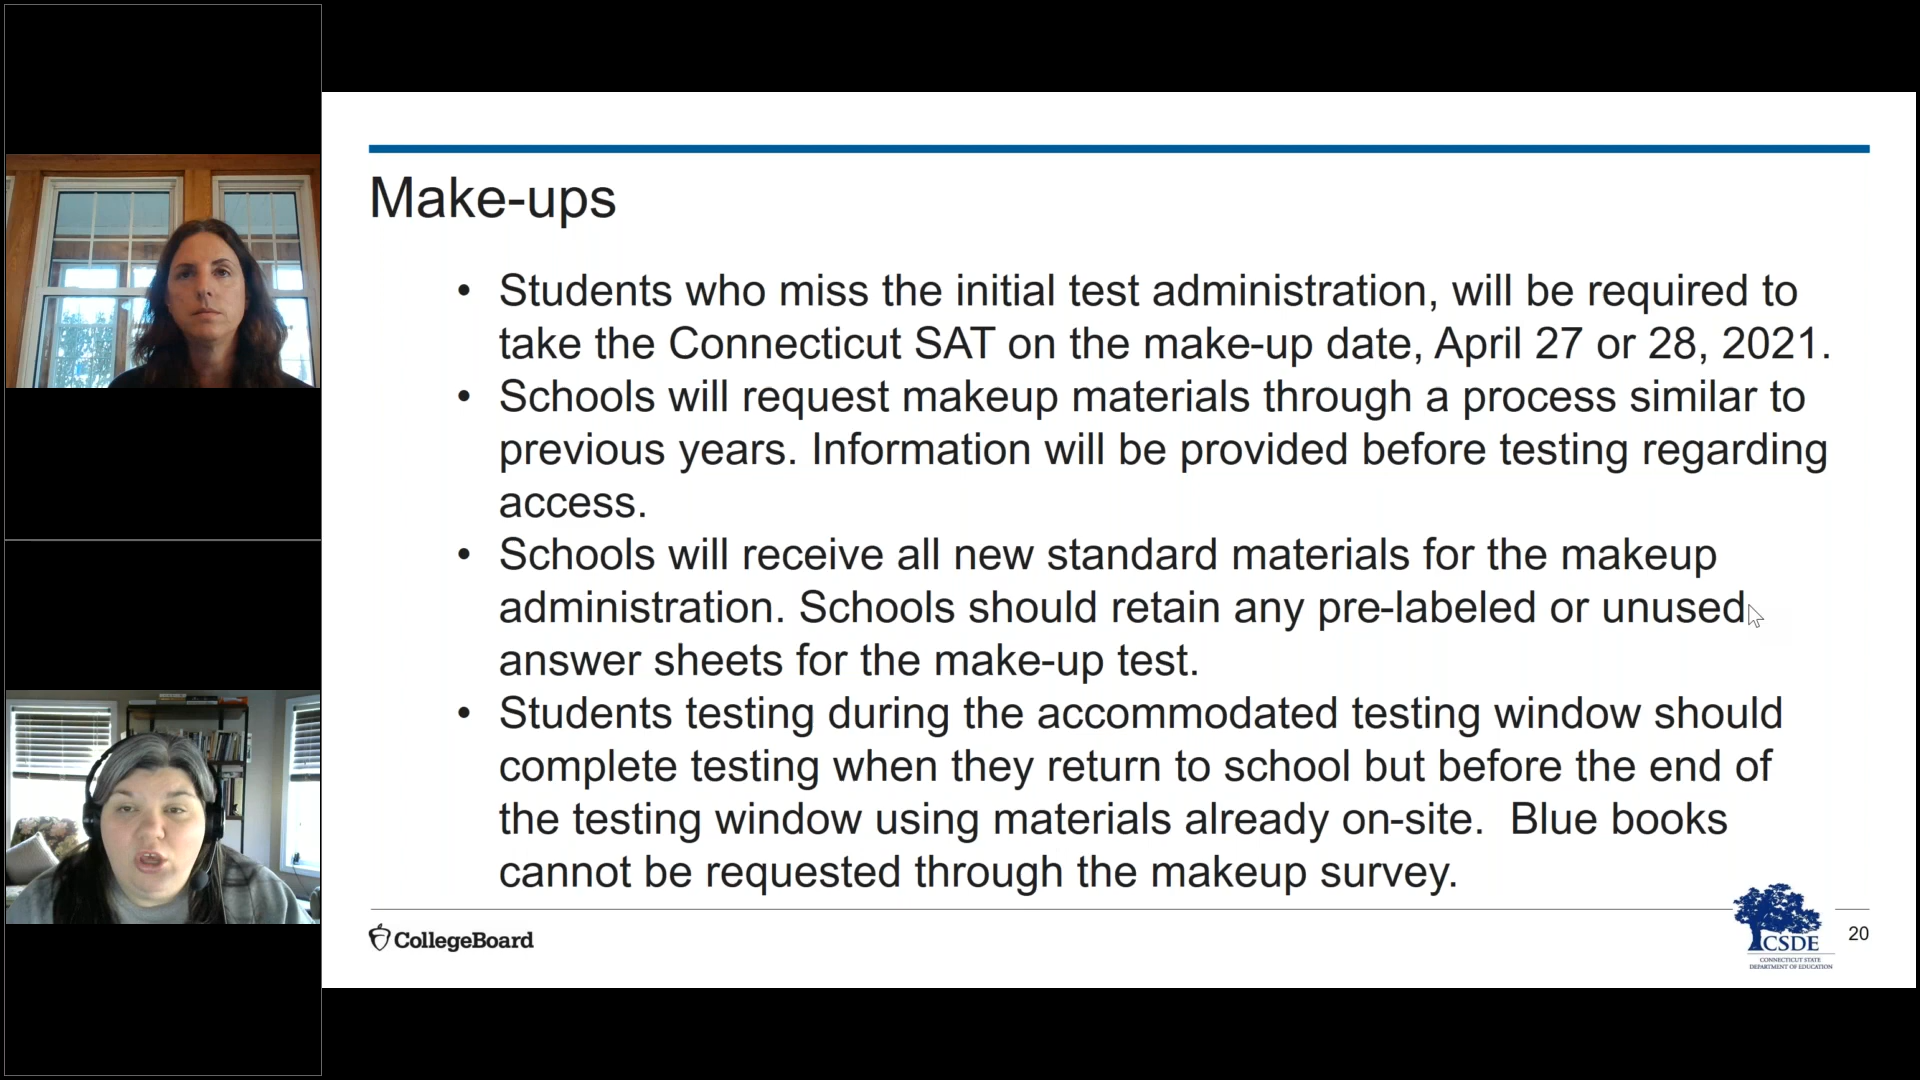 Make-ups
• Students who miss the initial test administration, will be required to
take the Connecticut SAT on the make-up date, April 27 or 28, 2021.
• Schools will request makeup materials through a process similar to
previous years. Information will be provided before testing regarding
access.
• Schools will receive all new standard materials for the makeup
administration. Schools should retain any pre-labeled or unused
answer sheets for the make-up test.
• Students testing during the accommodated testing window should
complete testing when they return to school but before the end of
the testing window using materials already on-site.  Blue books
cannot be requested through the makeup survey.
CollegeBoard
CSDE
CONNECTICUT STATE
DEPARTMENT OF EDUCATION
20